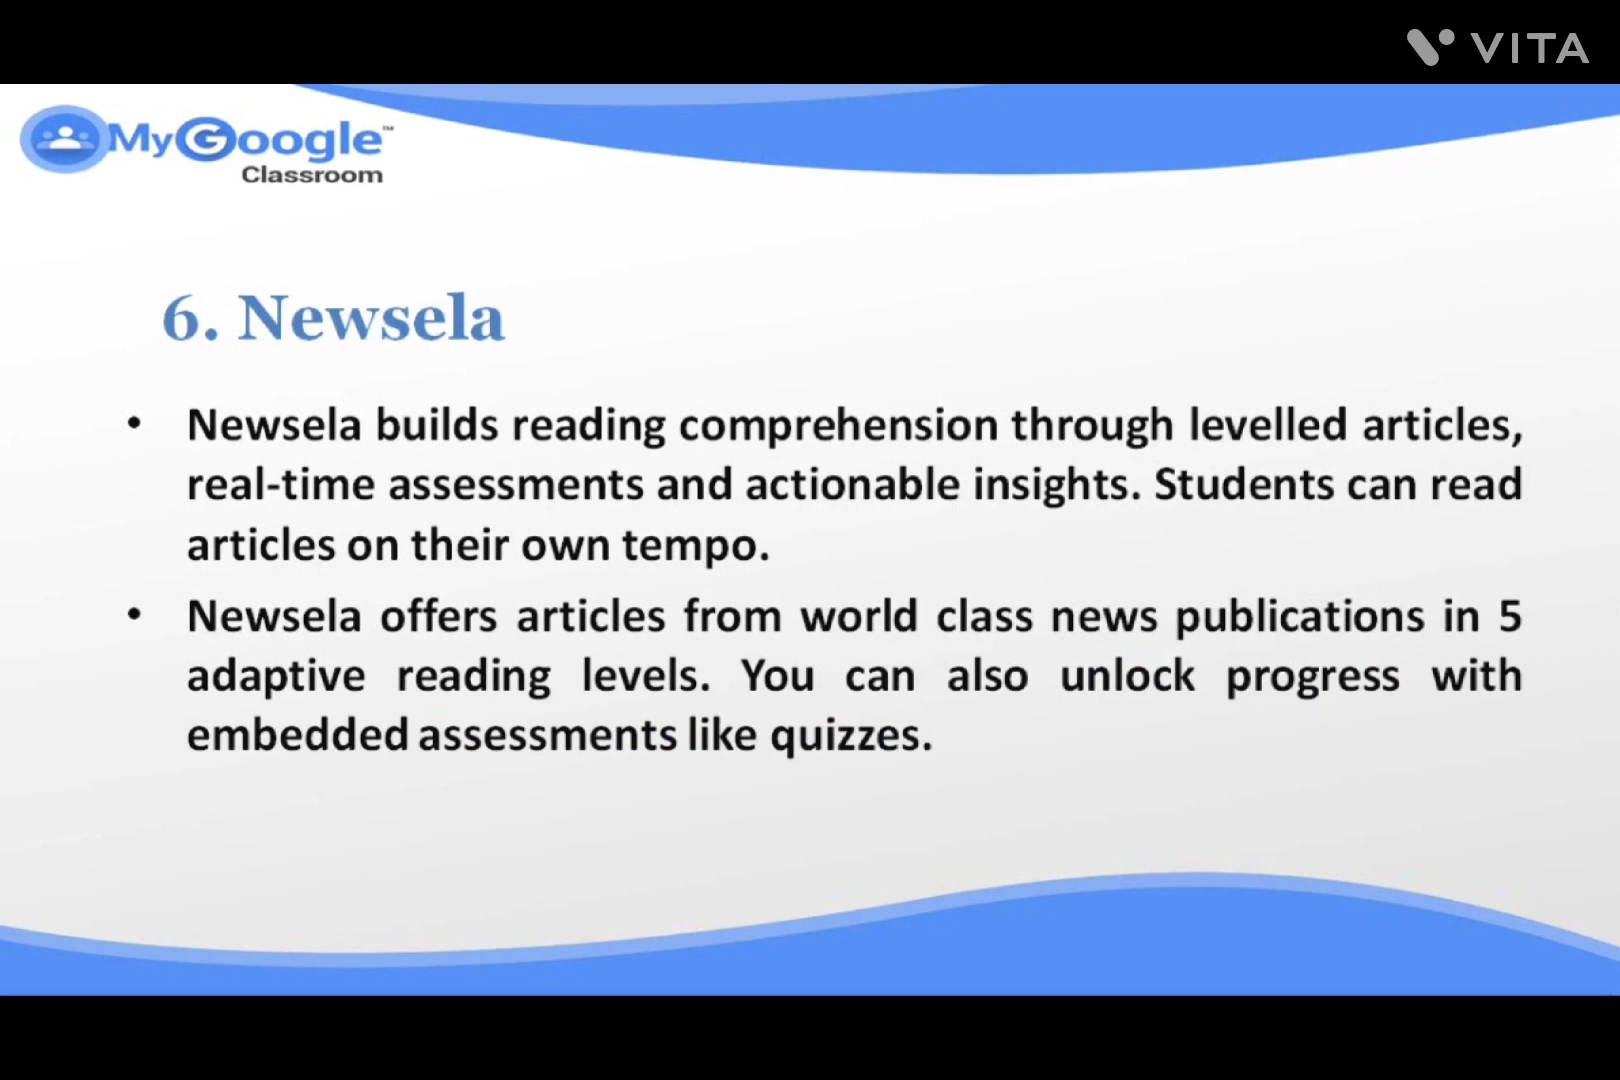 VITA
MyGoogle™
Classroom
6. Newsela
• Newsela builds reading comprehension through levelled articles,
real-time assessments and actionable insights. Students can read
articles on their own tempo.
• Newsela offers articles from world class news publications in 5
adaptive reading levels. You can also unlock progress with
embedded assessments like quizzes.